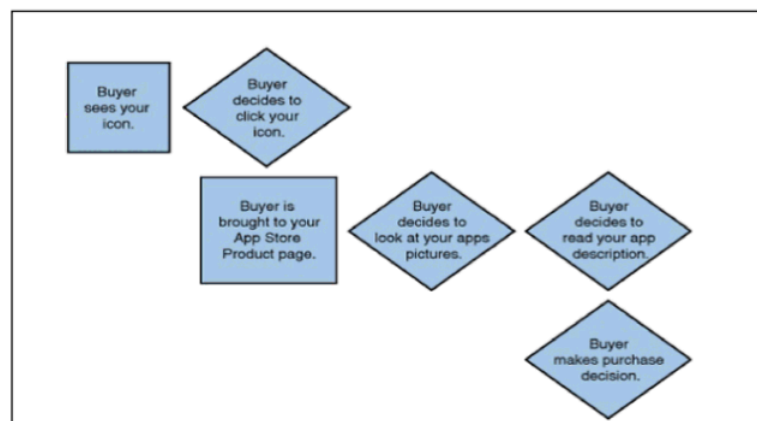 Buyer
sees your
icon.
Buyer
decides to
click your
icon.
Buyer is
brought to your
App Store
Product page.
Buyer
decides to
look at your apps
pictures.
Buyer
decides to
read your app
description.
Buyer
makes purchase
decision.